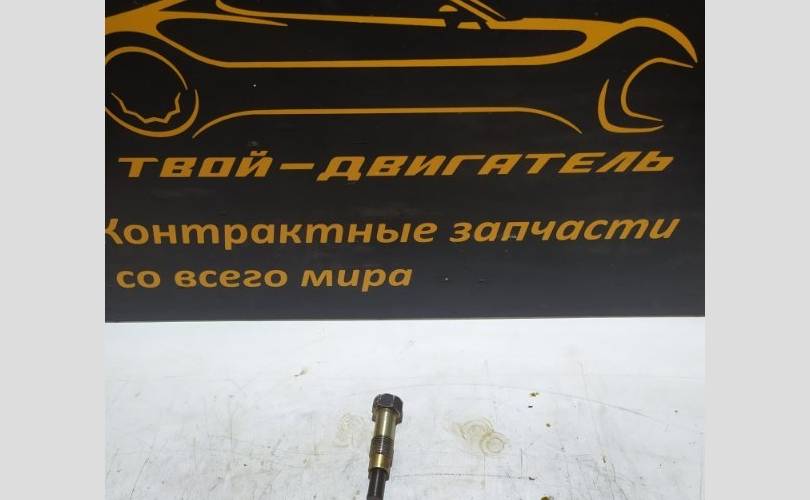 ТВОЙ-ДВИГАТЕЛЬ
Контрактные запчасти
со всего мира